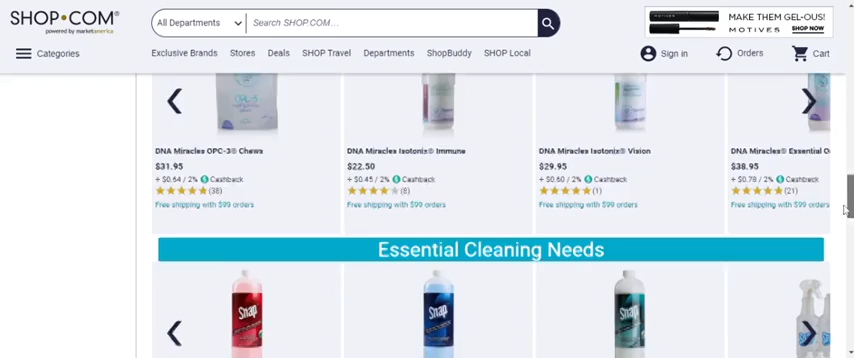 SHOP•COM®
powered by marketamerica
All Departments
Search SHOP.COM...
MOTIVES
MAKE THEM GEL-OUS!
MOTIVES
SHOP NOW
Categories
Exclusive Brands Stores Deals SHOP Travel Departments ShopBuddy SHOP Local
Sign in Orders Cart
DNA Miracles OPC-3® Chews
$31.95
+ $0.64 / 2% Cashback
(38)
Free shipping with $99 orders
DNA Miracles Isotonix® Immune
$22.50
+ $0.45 / 2% Cashback
(8)
Free shipping with $99 orders
DNA Miracles Isotonix® Vision
$29.95
+ $0.60 / 2% Cashback
(1)
Free shipping with $99 orders
DNA Miracles® Essential O
$38.95
+ $0.78 / 2% Cashback
(21)
Free shipping with $99 orders
Essential Cleaning Needs
Snap
Snap
Snap